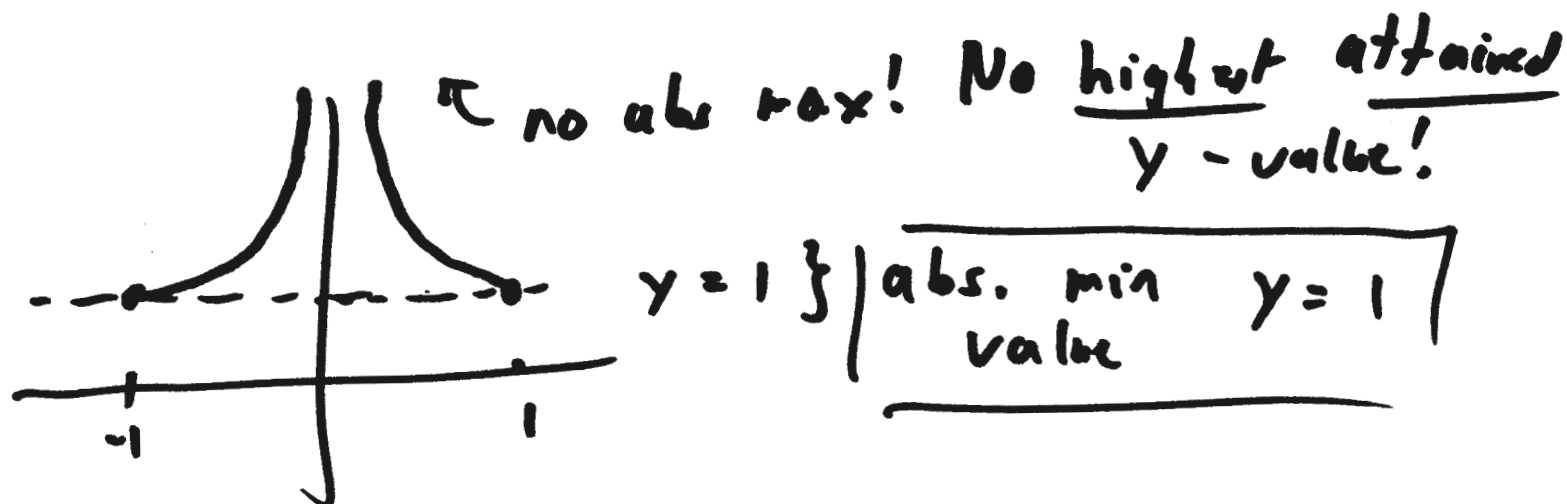 no abs max! No highest attained
y - value!
y = 1 } abs. min y = 1
value
-1 1